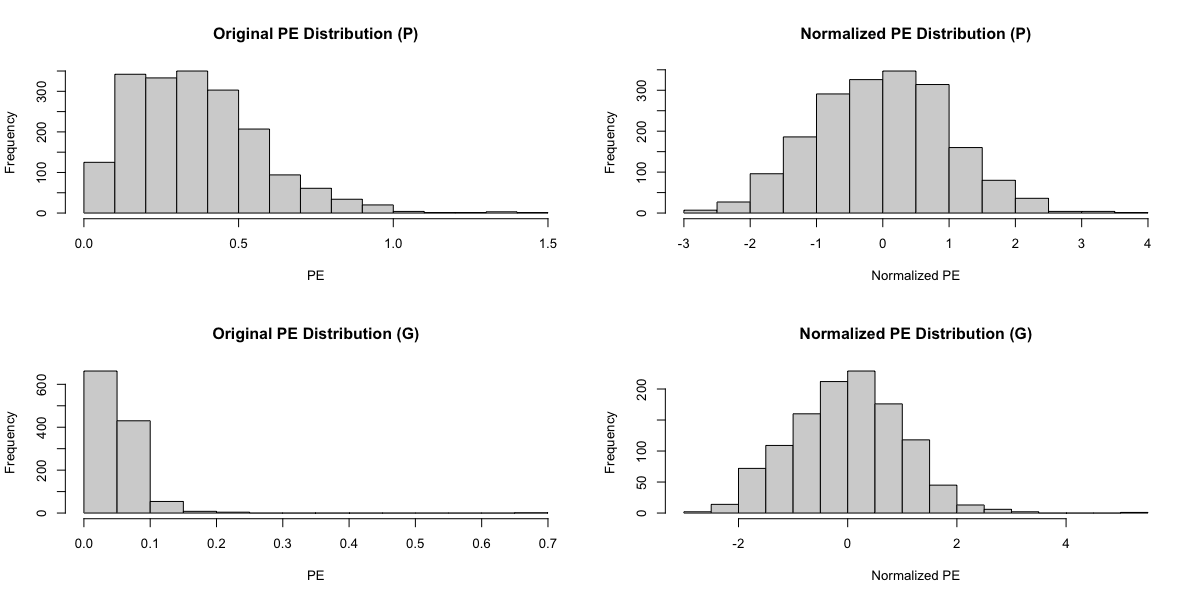 Original PE Distribution (P)
Frequency
0 100 200 300
0.0 0.5 1.0 1.5
PE
Normalized PE Distribution (P)
Frequency
0 100 200 300
-3 -2 -1 0 1 2 3 4
Normalized PE
Original PE Distribution (G)
Frequency
0 200 400 600
0.0 0.1 0.2 0.3 0.4 0.5 0.6 0.7
PE
Normalized PE Distribution (G)
Frequency
0 50 100 200
-2 0 2 4
Normalized PE